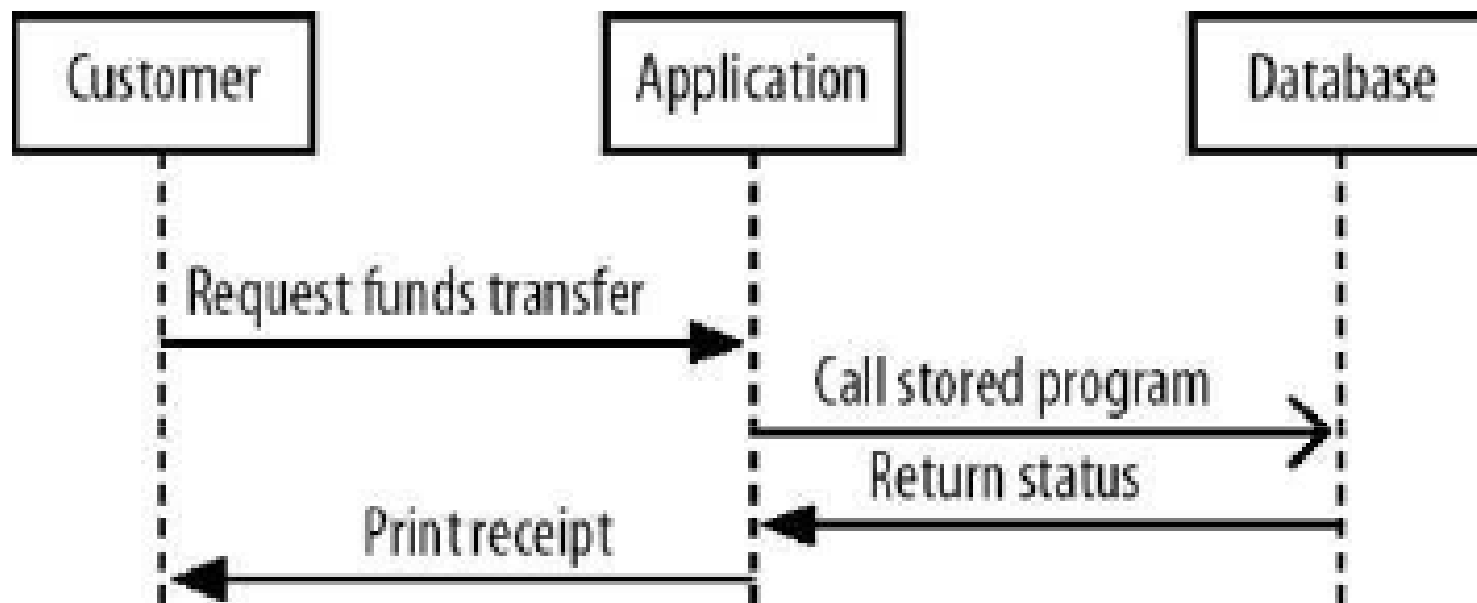 Customer
Application
Database
Request funds transfer
Call stored program
Return status
Print receipt